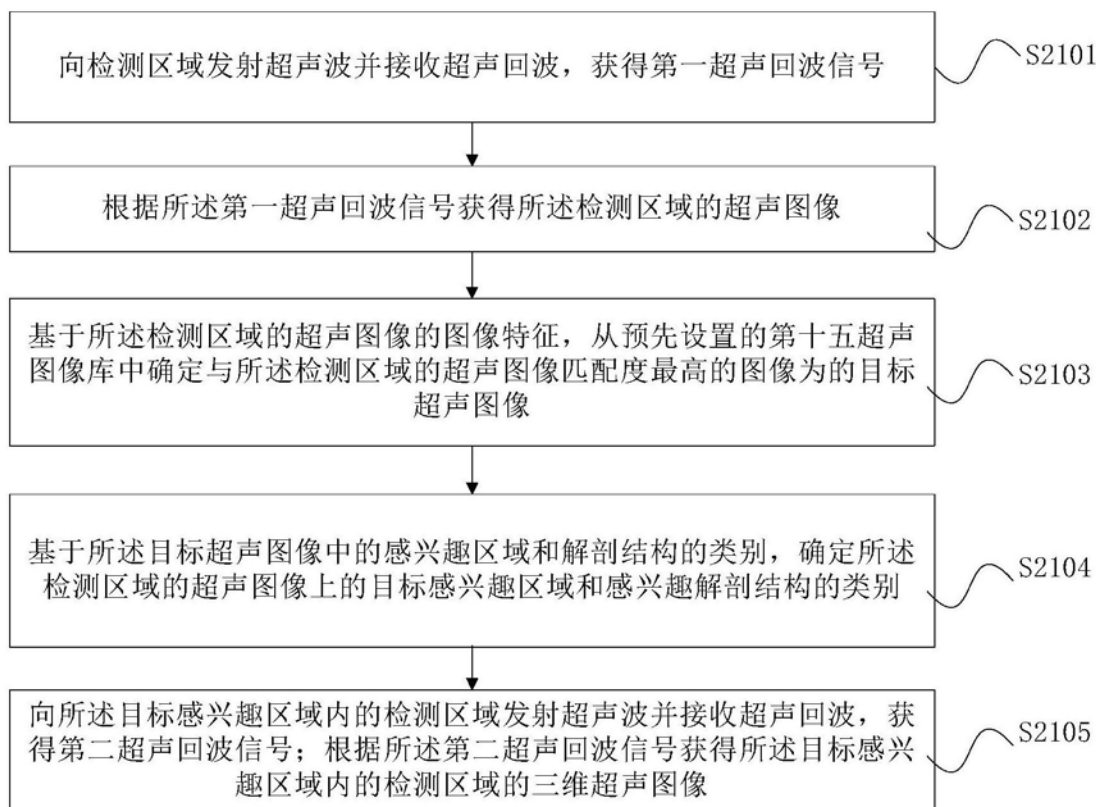 向检测区域发射超声波并接收超声回波，获得第一超声回波信号
S2101
根据所述第一超声回波信号获得所述检测区域的超声图像
S2102
基于所述检测区域的超声图像的图像特征，从预先设置的第十五超声
图像库中确定与所述检测区域的超声图像匹配度最高的图像为的目标
超声图像
S2103
基于所述目标超声图像中的感兴趣区域和解剖结构的类别，确定所述
检测区域的超声图像上的目标感兴趣区域和感兴趣解剖结构的类别
S2104
向所述目标感兴趣区域内的检测区域发射超声波并接收超声回波，获
得第二超声回波信号；根据所述第二超声回波信号获得所述目标感兴
趣区域内的检测区域的三维超声图像
S2105